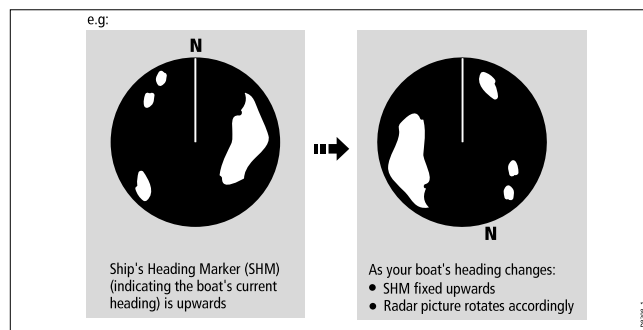 e.g:
N
Ship's Heading Marker (SHM)
(indicating the boat's current
heading) is upwards
N
As your boat's heading changes:
● SHM fixed upwards
● Radar picture rotates accordingly